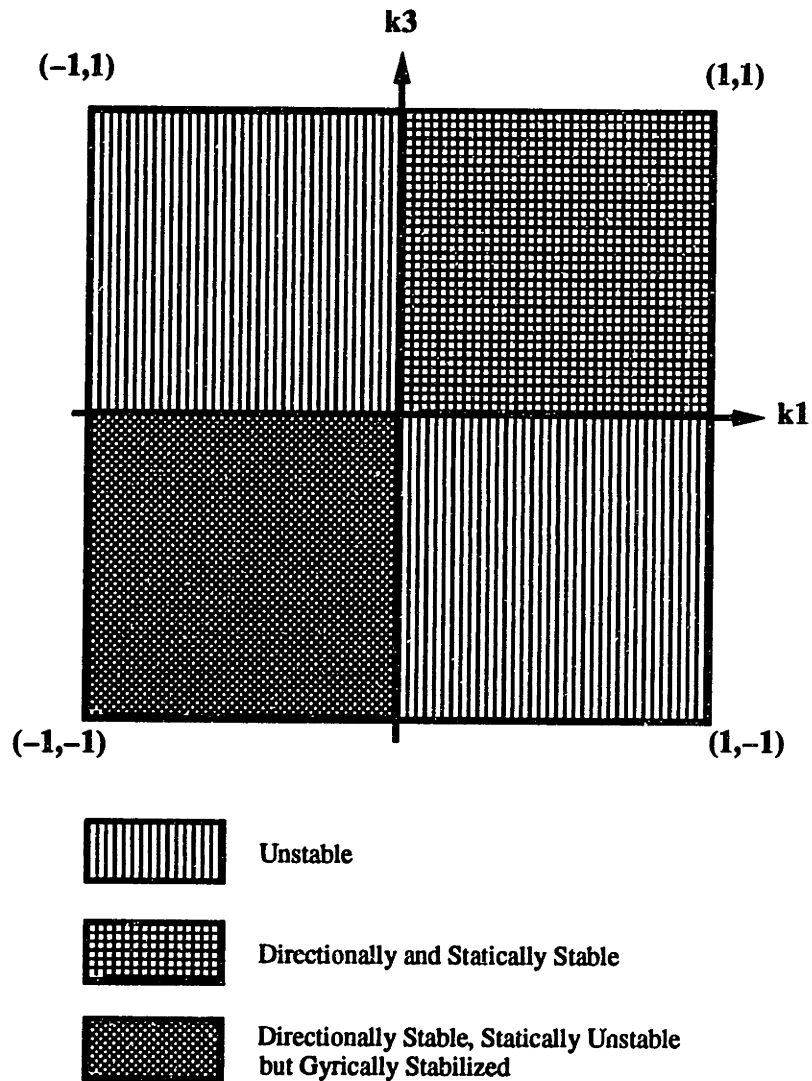 k3
(–1,1)
(1,1)
k1
(–1,–1)
(1,–1)
Unstable
Directionally and Statically Stable
Directionally Stable, Statically Unstable
but Gyrically Stabilized